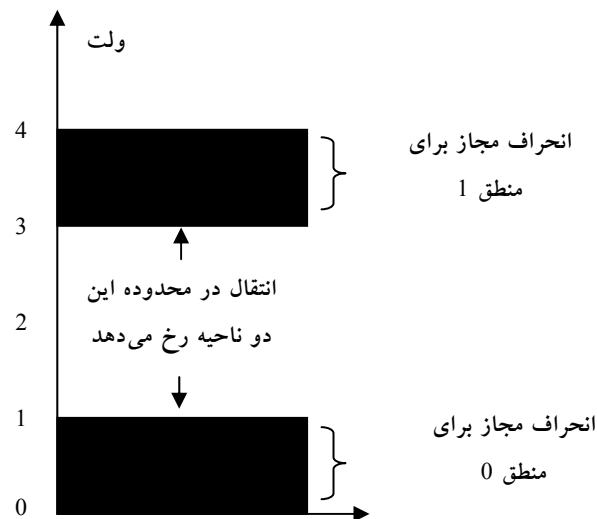 ولت
4
انحراف مجاز برای
منطق 1
3
انتقال در محدوده این
2
دو ناحیه رخ می‌دهد
1
انحراف مجاز برای
منطق 0
0